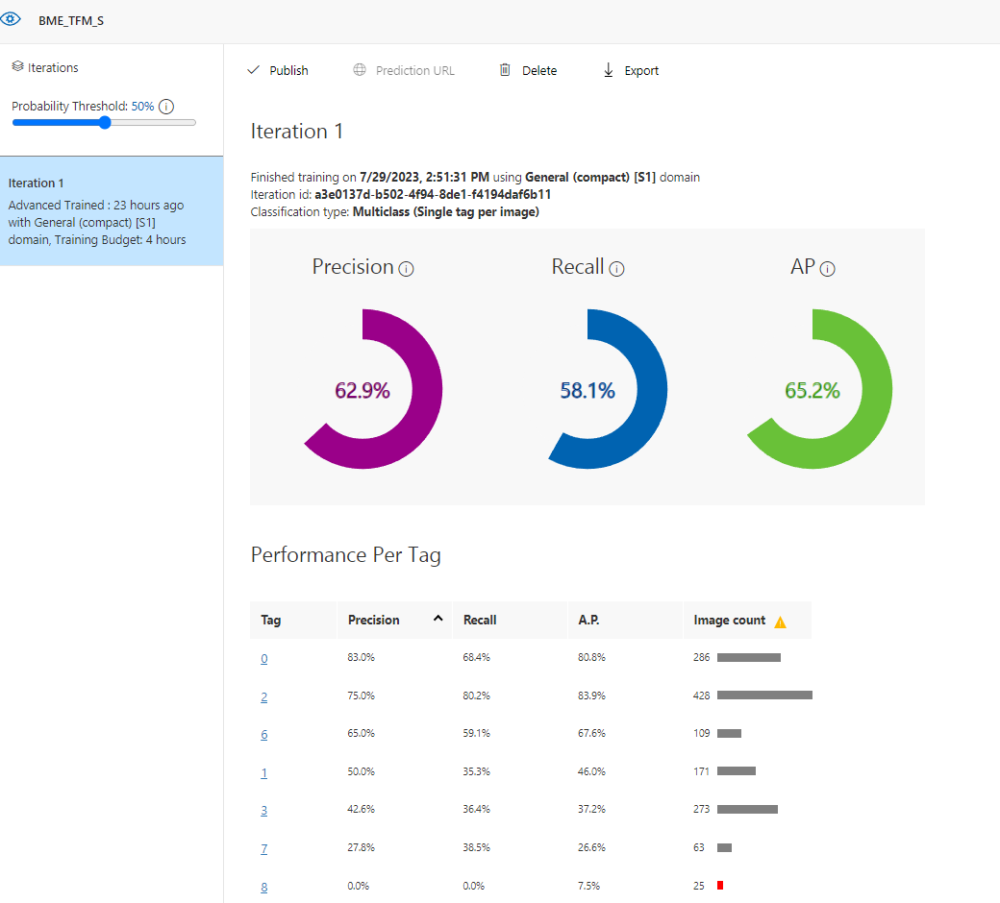 BME_TFM_S
Iterations
Probability Threshold: 50%
Iteration 1
Advanced Trained : 23 hours ago
with General (compact) [S1]
domain, Training Budget: 4 hours
Publish Prediction URL Delete Export
Iteration 1
Finished training on 7/29/2023, 2:51:31 PM using General (compact) [S1] domain
Iteration id: a3e0137d-b502-4f94-8de1-f4194daf6b11
Classification type: Multiclass (Single tag per image)
Precision Recall AP
62.9% 58.1% 65.2%
Performance Per Tag
Tag Precision Recall A.P. Image count
0 83.0% 68.4% 80.8% 286
2 75.0% 80.2% 83.9% 428
6 65.0% 59.1% 67.6% 109
1 50.0% 35.3% 46.0% 171
3 42.6% 36.4% 37.2% 273
7 27.8% 38.5% 26.6% 63
8 0.0% 0.0% 7.5% 25